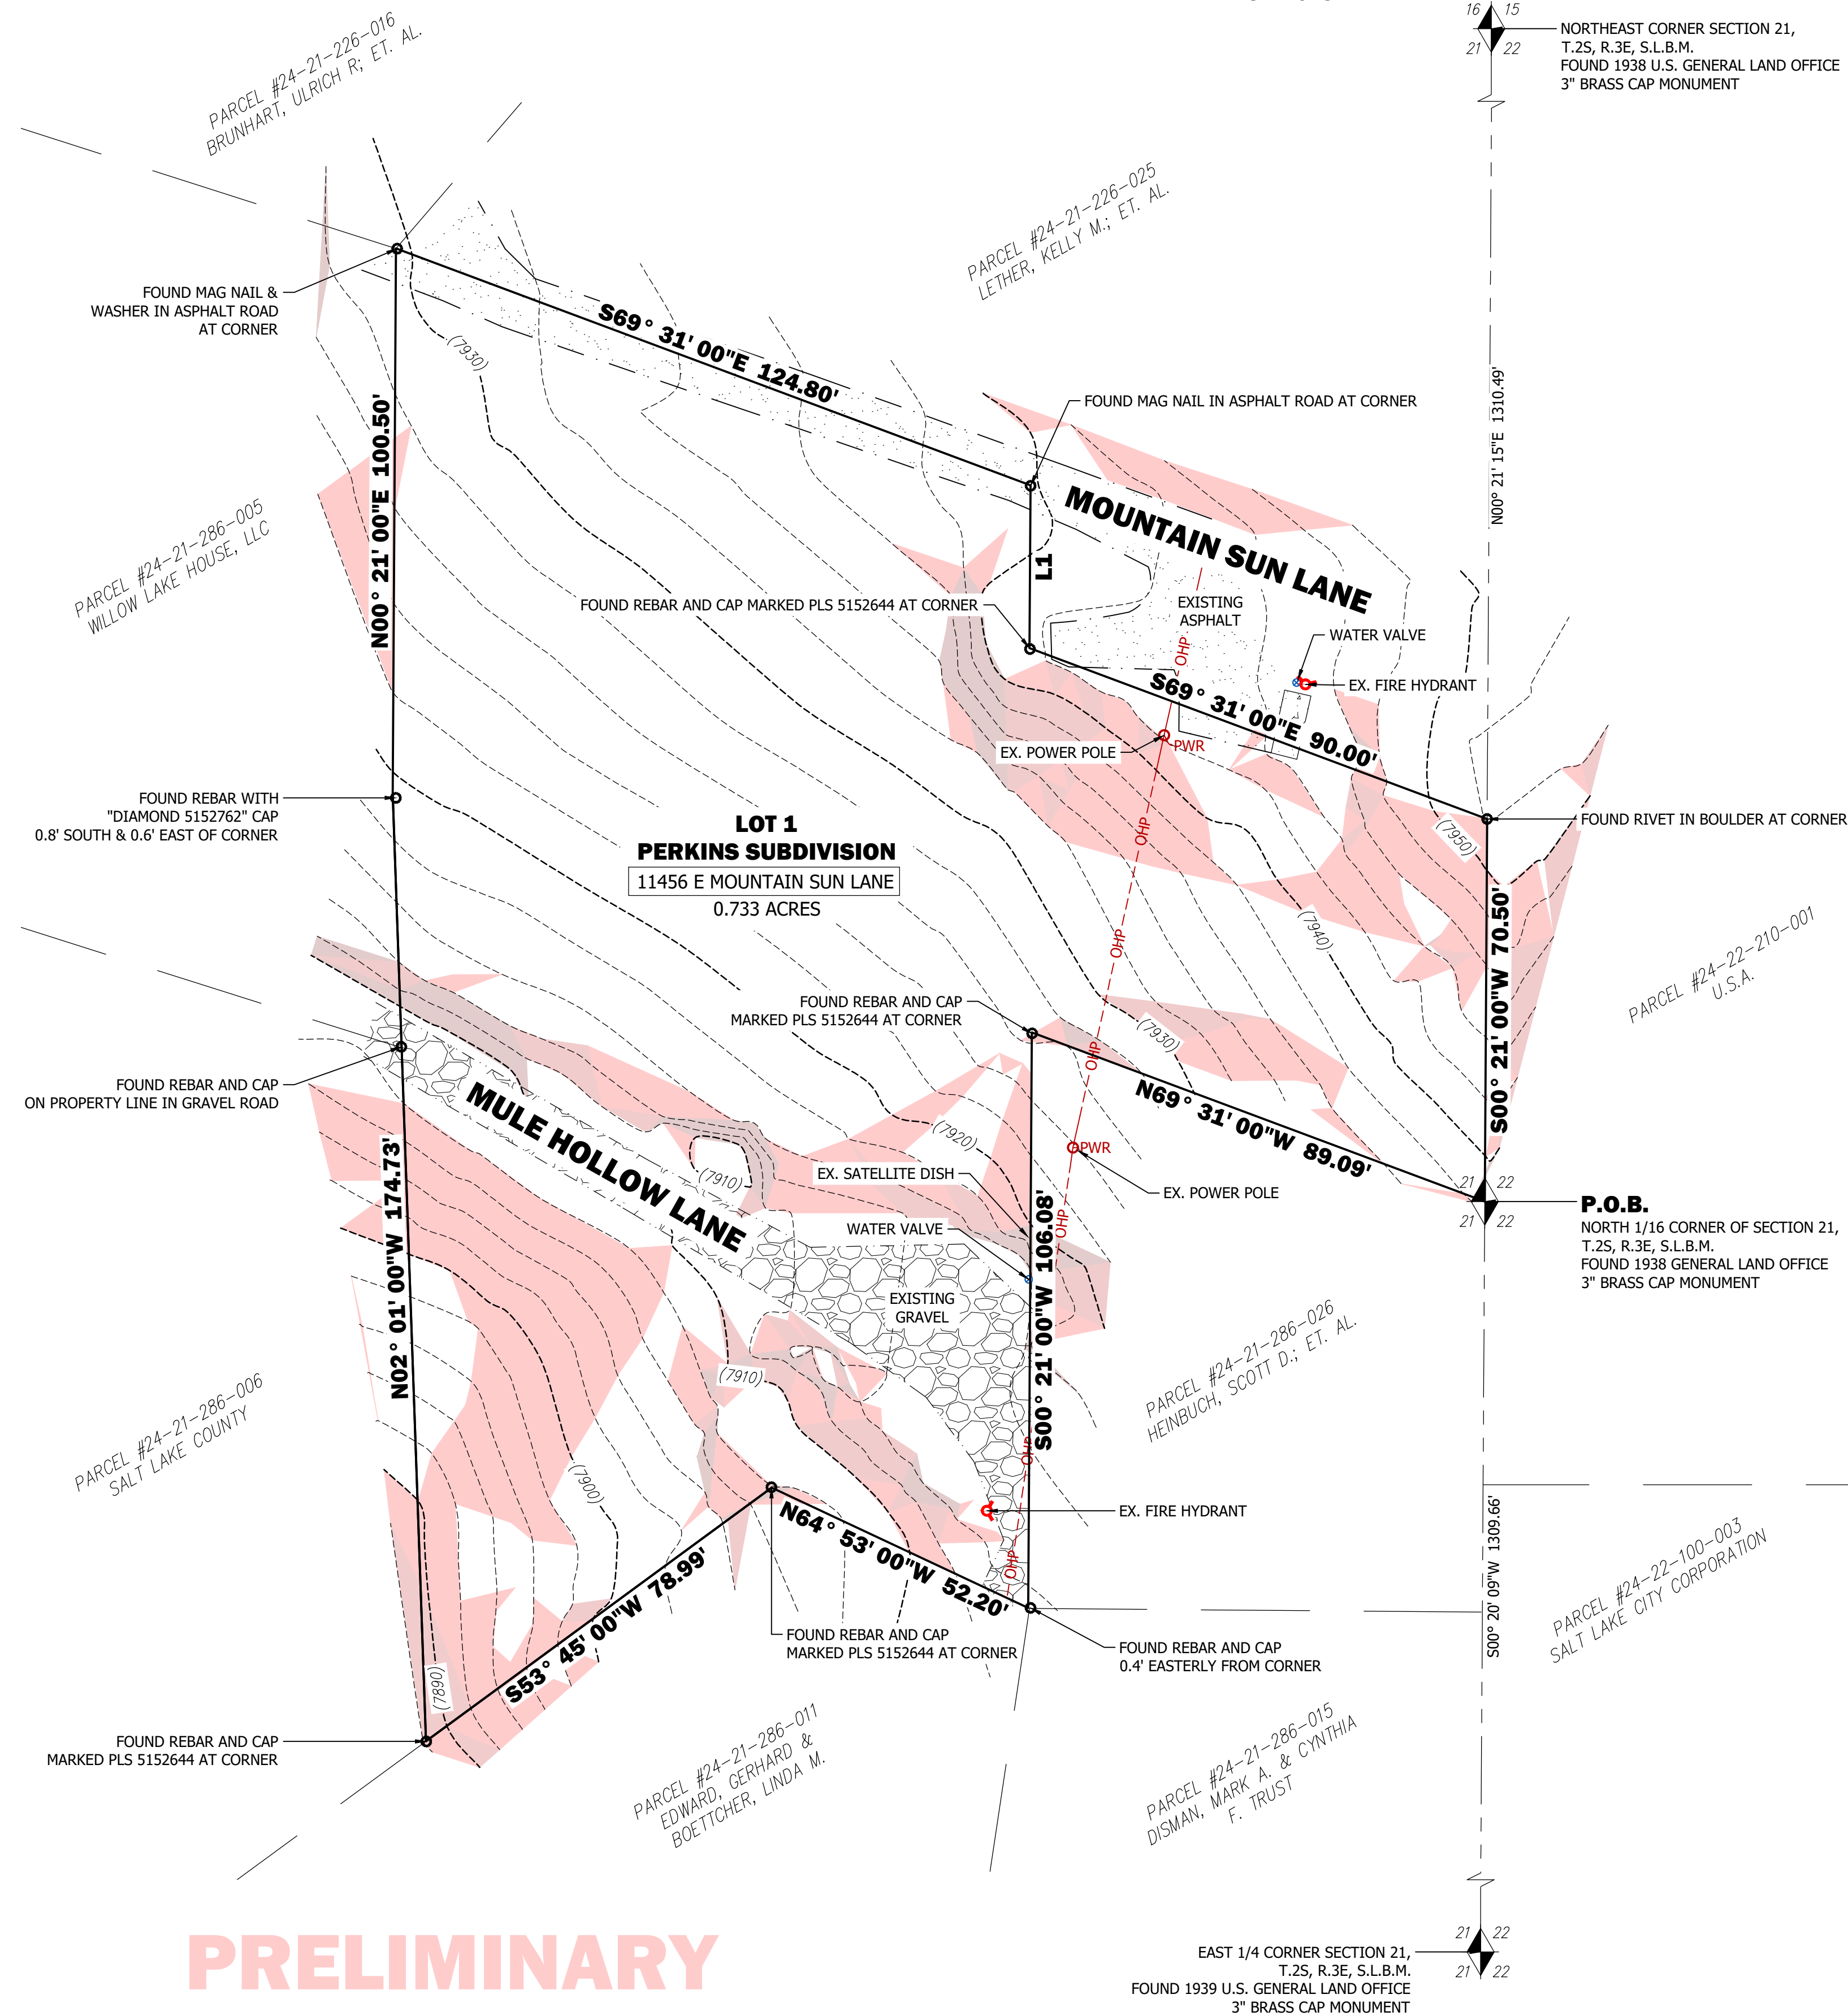 16 15
21 22
NORTHEAST CORNER SECTION 21,
T.2S, R.3E, S.L.B.M.
FOUND 1938 U.S. GENERAL LAND OFFICE
3" BRASS CAP MONUMENT
PARCEL #24-21-226-016
BRUNHART, ULRICH R; ET. AL.
PARCEL #24-21-226-025
LETHER, KELLY M.; ET. AL.
FOUND MAG NAIL &
WASHER IN ASPHALT ROAD
AT CORNER
(7930)
S69° 31' 00"E 124.80'
N00° 21' 15"E 1310.49'
FOUND MAG NAIL IN ASPHALT ROAD AT CORNER
N00° 21' 00"E 100.50'
MOUNTAIN SUN LANE
L1
PARCEL #24-21-286-005
WILLOW LAKE HOUSE, LLC
FOUND REBAR AND CAP MARKED PLS 5152644 AT CORNER
EXISTING
ASPHALT
WATER VALVE
OHP
EX. FIRE HYDRANT
S69° 31' 00"E 90.00'
EX. POWER POLE
PWR
FOUND REBAR WITH
"DIAMOND 5152762" CAP
0.8' SOUTH & 0.6' EAST OF CORNER
LOT 1
PERKINS SUBDIVISION
11456 E MOUNTAIN SUN LANE
0.733 ACRES
OHP
FOUND RIVET IN BOULDER AT CORNER
(7950)
(7940)
OHP
S00° 21' 00"W 70.50'
PARCEL #24-22-210-001
U.S.A.
FOUND REBAR AND CAP
MARKED PLS 5152644 AT CORNER
(7930)
OHP
N69° 31' 00"W 89.09'
FOUND REBAR AND CAP
ON PROPERTY LINE IN GRAVEL ROAD
MULE HOLLOW LANE
(7920)
PWR
(7910)
EX. SATELLITE DISH
EX. POWER POLE
21 22
21 22
P.O.B.
NORTH 1/16 CORNER OF SECTION 21,
T.2S, R.3E, S.L.B.M.
FOUND 1938 GENERAL LAND OFFICE
3" BRASS CAP MONUMENT
WATER VALVE
OHP
S00° 21' 00"W 106.08'
N02° 01' 00"W 174.73'
EXISTING
GRAVEL
(7910)
PARCEL #24-21-286-026
HEINBUCH, SCOTT D.; ET. AL.
PARCEL #24-21-286-006
SALT LAKE COUNTY
OHP
(7900)
EX. FIRE HYDRANT
N64° 53' 00"W 52.20'
OHP
S53° 45' 00"W 78.99'
S00° 20' 09"W 1309.66'
PARCEL #24-22-100-003
SALT LAKE CITY CORPORATION
FOUND REBAR AND CAP
MARKED PLS 5152644 AT CORNER
FOUND REBAR AND CAP
0.4' EASTERLY FROM CORNER
(7890)
FOUND REBAR AND CAP
MARKED PLS 5152644 AT CORNER
PARCEL #24-21-286-011
EDWARD, GERHARD &
BOETTCHER, LINDA M.
PARCEL #24-21-286-015
DISMAN, MARK A. & CYNTHIA
F. TRUST
PRELIMINARY
21 22
21 22
EAST 1/4 CORNER SECTION 21,
T.2S, R.3E, S.L.B.M.
FOUND 1939 U.S. GENERAL LAND OFFICE
3" BRASS CAP MONUMENT